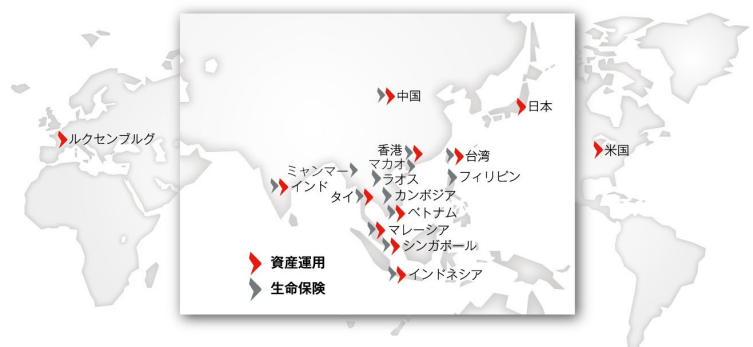 中国
日本
ルクセンブルグ
香港
台湾
米国
マカオ
ミャンマー
ラオス
フィリピン
インド
タイ
カンボジア
ベトナム
マレーシア
シンガポール
資産運用
インドネシア
生命保険